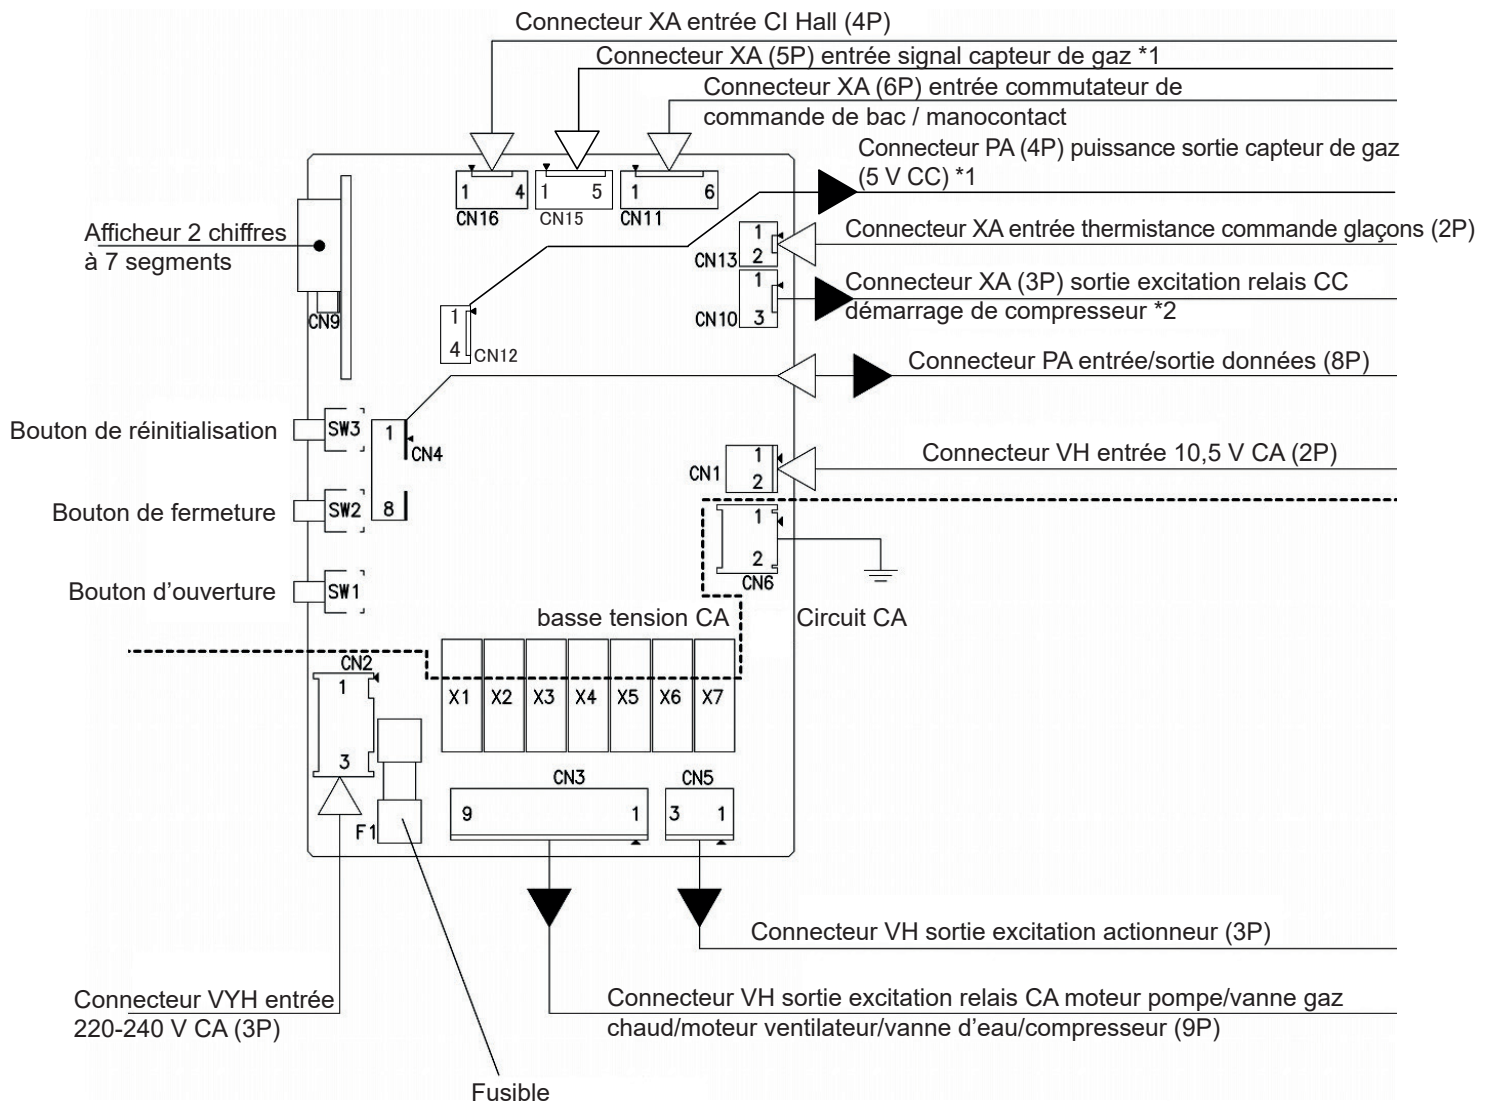 Connecteur XA entrée CI Hall (4P)
Connecteur XA (5P) entrée signal capteur de gaz *1
Connecteur XA (6P) entrée commutateur de
commande de bac / manocontact
Connecteur PA (4P) puissance sortie capteur de gaz
(5 V CC) *1
1 4
CN16
1 5
CN15
1 6
CN11
Afficheur 2 chiffres
à 7 segments
CN9
1
2
CN13
Connecteur XA entrée thermistance commande glaçons (2P)
1
3
CN10
Connecteur XA (3P) sortie excitation relais CC
démarrage de compresseur *2
1
4
CN12
Connecteur PA entrée/sortie données (8P)
Bouton de réinitialisation
SW3
1
CN4
8
Connecteur VH entrée 10,5 V CA (2P)
CN1
1
2
Bouton de fermeture
SW2
1
2
CN6
Bouton d’ouverture
SW1
basse tension CA
Circuit CA
CN2
1
3
X1 X2 X3 X4 X5 X6 X7
CN3
9 1
CN5
3 1
F1
Connecteur VH sortie excitation actionneur (3P)
Connecteur VYH entrée
220-240 V CA (3P)
Connecteur VH sortie excitation relais CA moteur pompe/vanne gaz
chaud/moteur ventilateur/vanne d’eau/compresseur (9P)
Fusible